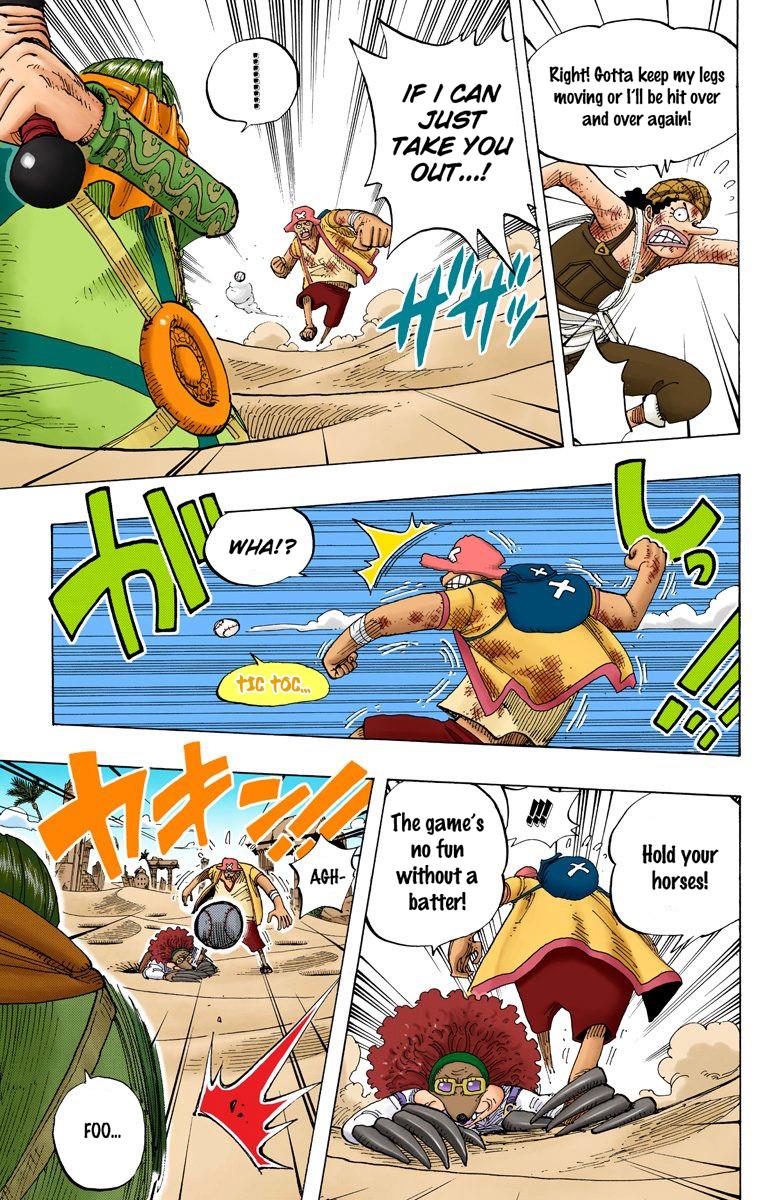 Right! Gotta
keep my legs
moving or I'll be hit over
and over again!
IF I CAN
JUST
TAKE YOU
OUT...!
ザザッ
ガ
WHA!?
しっ
!!!
TIC TOC...
Hold your
horses!
!!!
The game's
no fun
without a
batter!
ヤキン!!!
AGH-
FOO...